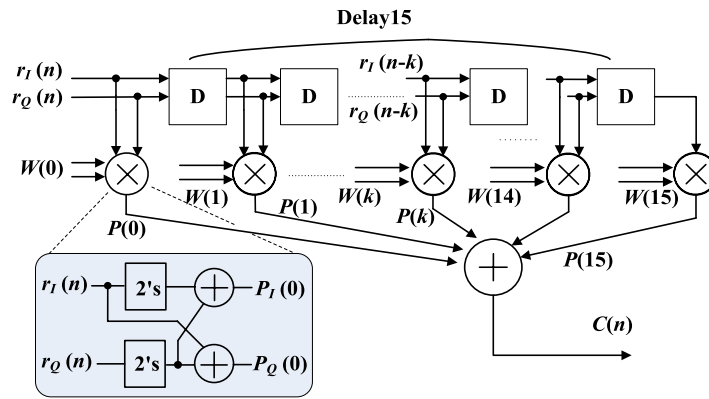 Delay15
r_I (n)
r_I (n-k)
D D D D
r_Q (n)
r_Q (n-k)
W(0)
W(1)
W(k)
W(14)
W(15)
P(0)
P(1)
P(k)
P(15)
r_I (n)
2's
P_I (0)
r_Q (n)
2's
P_Q (0)
C(n)